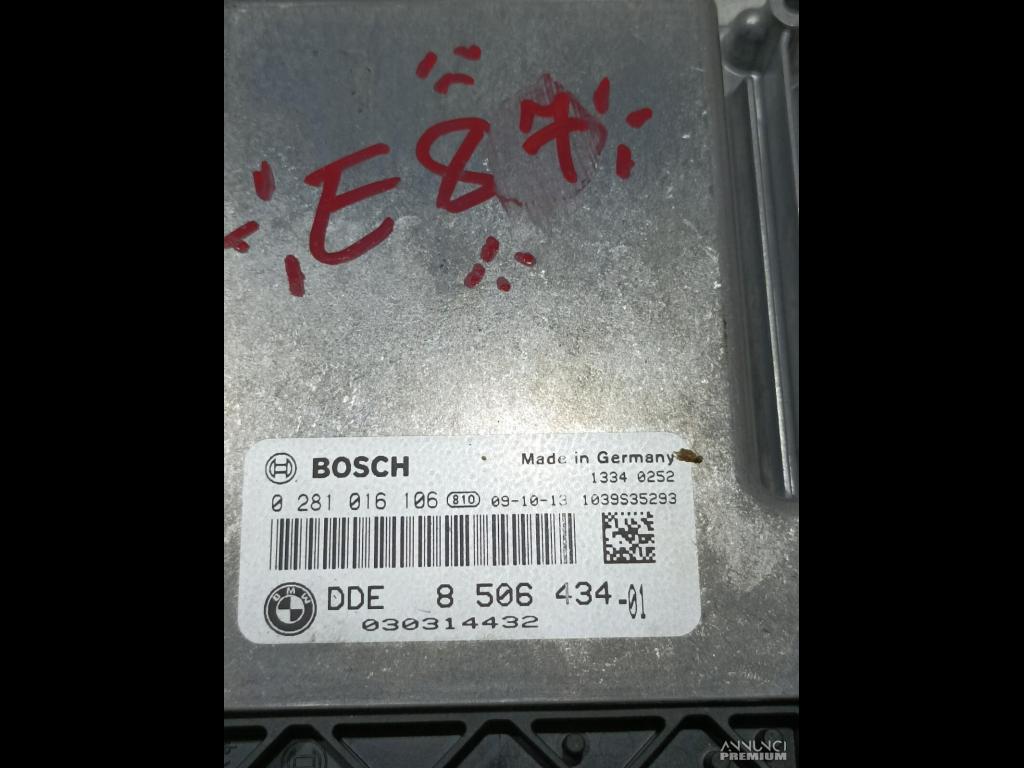 E87
BOSCH
Made in Germany
1334 0252
0 281 016 106 810 09-10-13 1039S35293
BMW DDE 8 506 434-01
030314432
ANNUNCI
PREMIUM